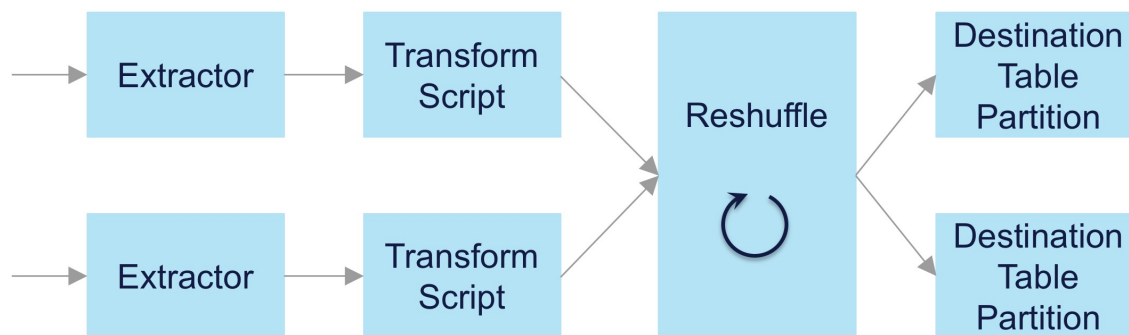 Extractor
Transform
Script
Reshuffle
Destination
Table
Partition
Extractor
Transform
Script
Destination
Table
Partition